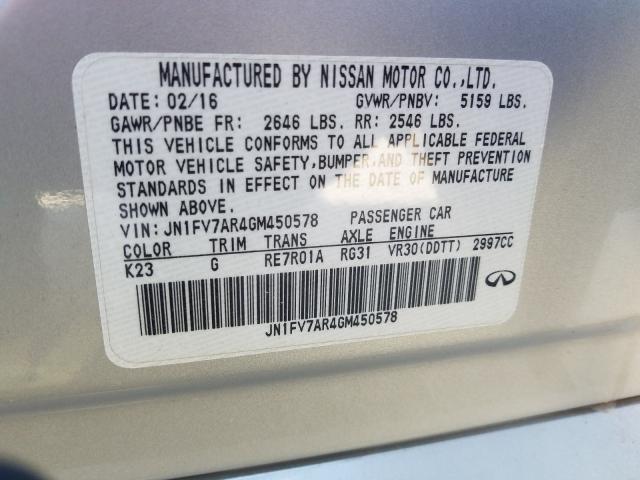 MANUFACTURED BY NISSAN MOTOR CO.,LTD.
DATE: 02/16 GVWR/PNBV: 5159 LBS.
GAWR/PNBE FR: 2646 LBS. RR: 2546 LBS.
THIS VEHICLE CONFORMS TO ALL APPLICABLE FEDERAL
MOTOR VEHICLE SAFETY,BUMPER,AND THEFT PREVENTION
STANDARDS IN EFFECT ON THE DATE OF MANUFACTURE
SHOWN ABOVE.
VIN: JN1FV7AR4GM450578 PASSENGER CAR
COLOR TRIM TRANS AXLE ENGINE
K23 G RE7R01A RG31 VR30(DDTT) 2997CC
JN1FV7AR4GM450578